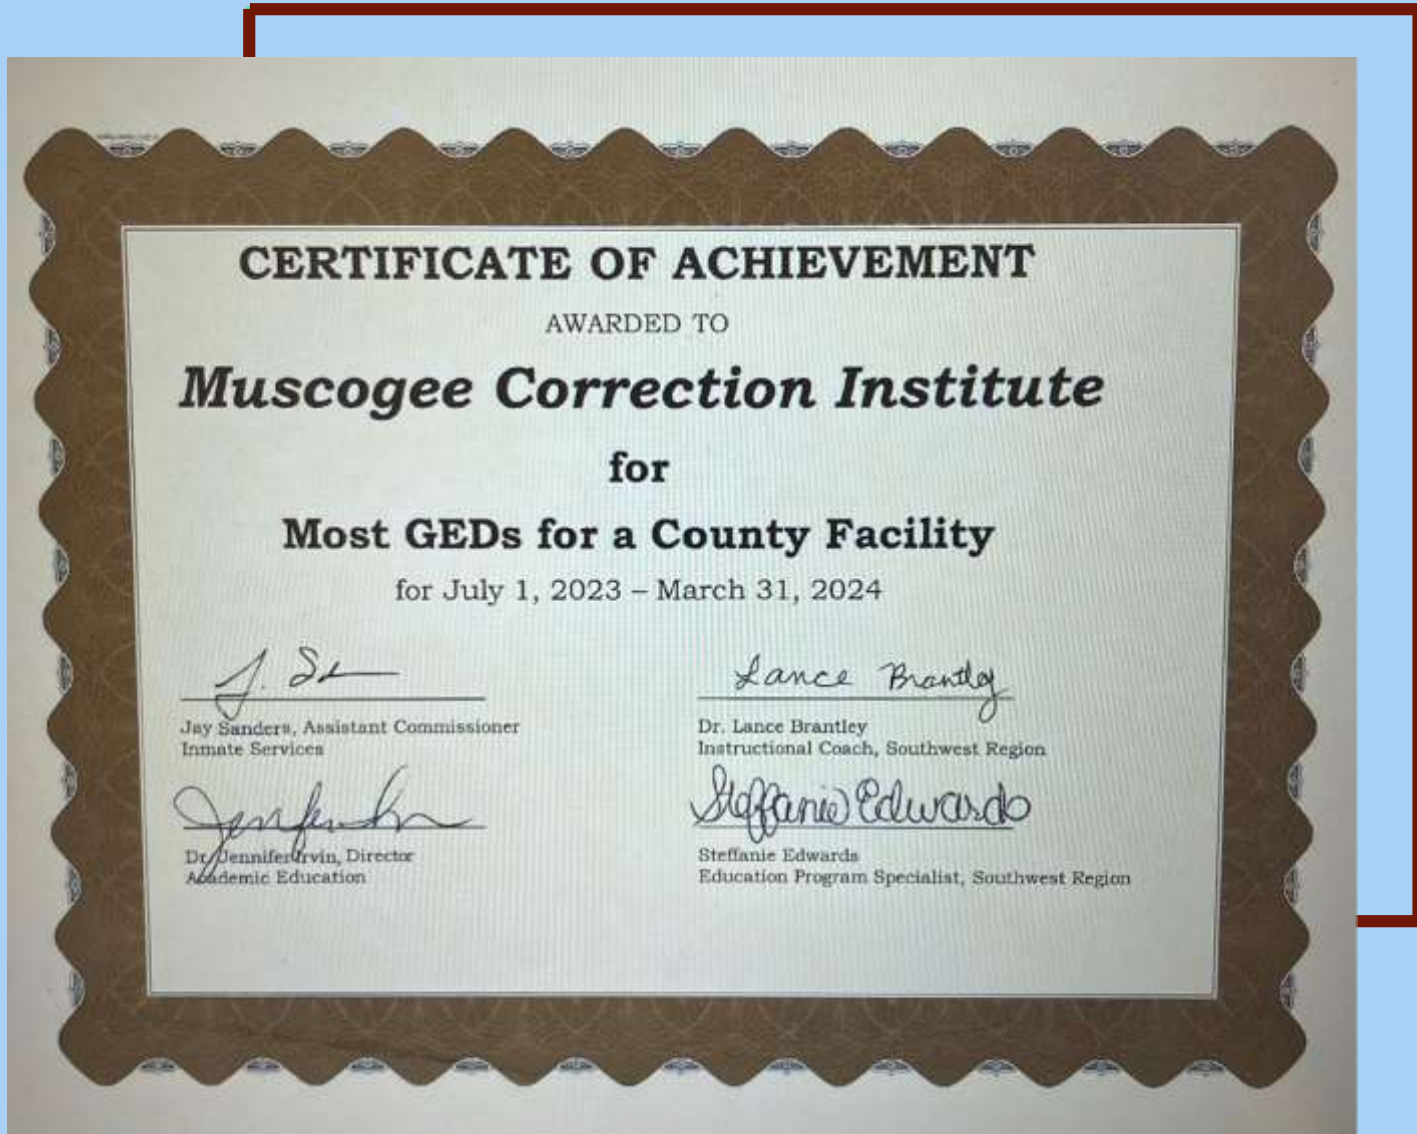 CERTIFICATE OF ACHIEVEMENT
AWARDED TO
Muscogee Correction Institute
for
Most GEDs for a County Facility
for July 1, 2023 – March 31, 2024
J. S
Lance Brantley
Jay Sanders, Assistant Commissioner
Inmate Services
Dr. Lance Brantley
Instructional Coach, Southwest Region
Steffanie Edwards
Dr. Jennifer Irvin, Director
Academic Education
Steffanie Edwards
Education Program Specialist, Southwest Region